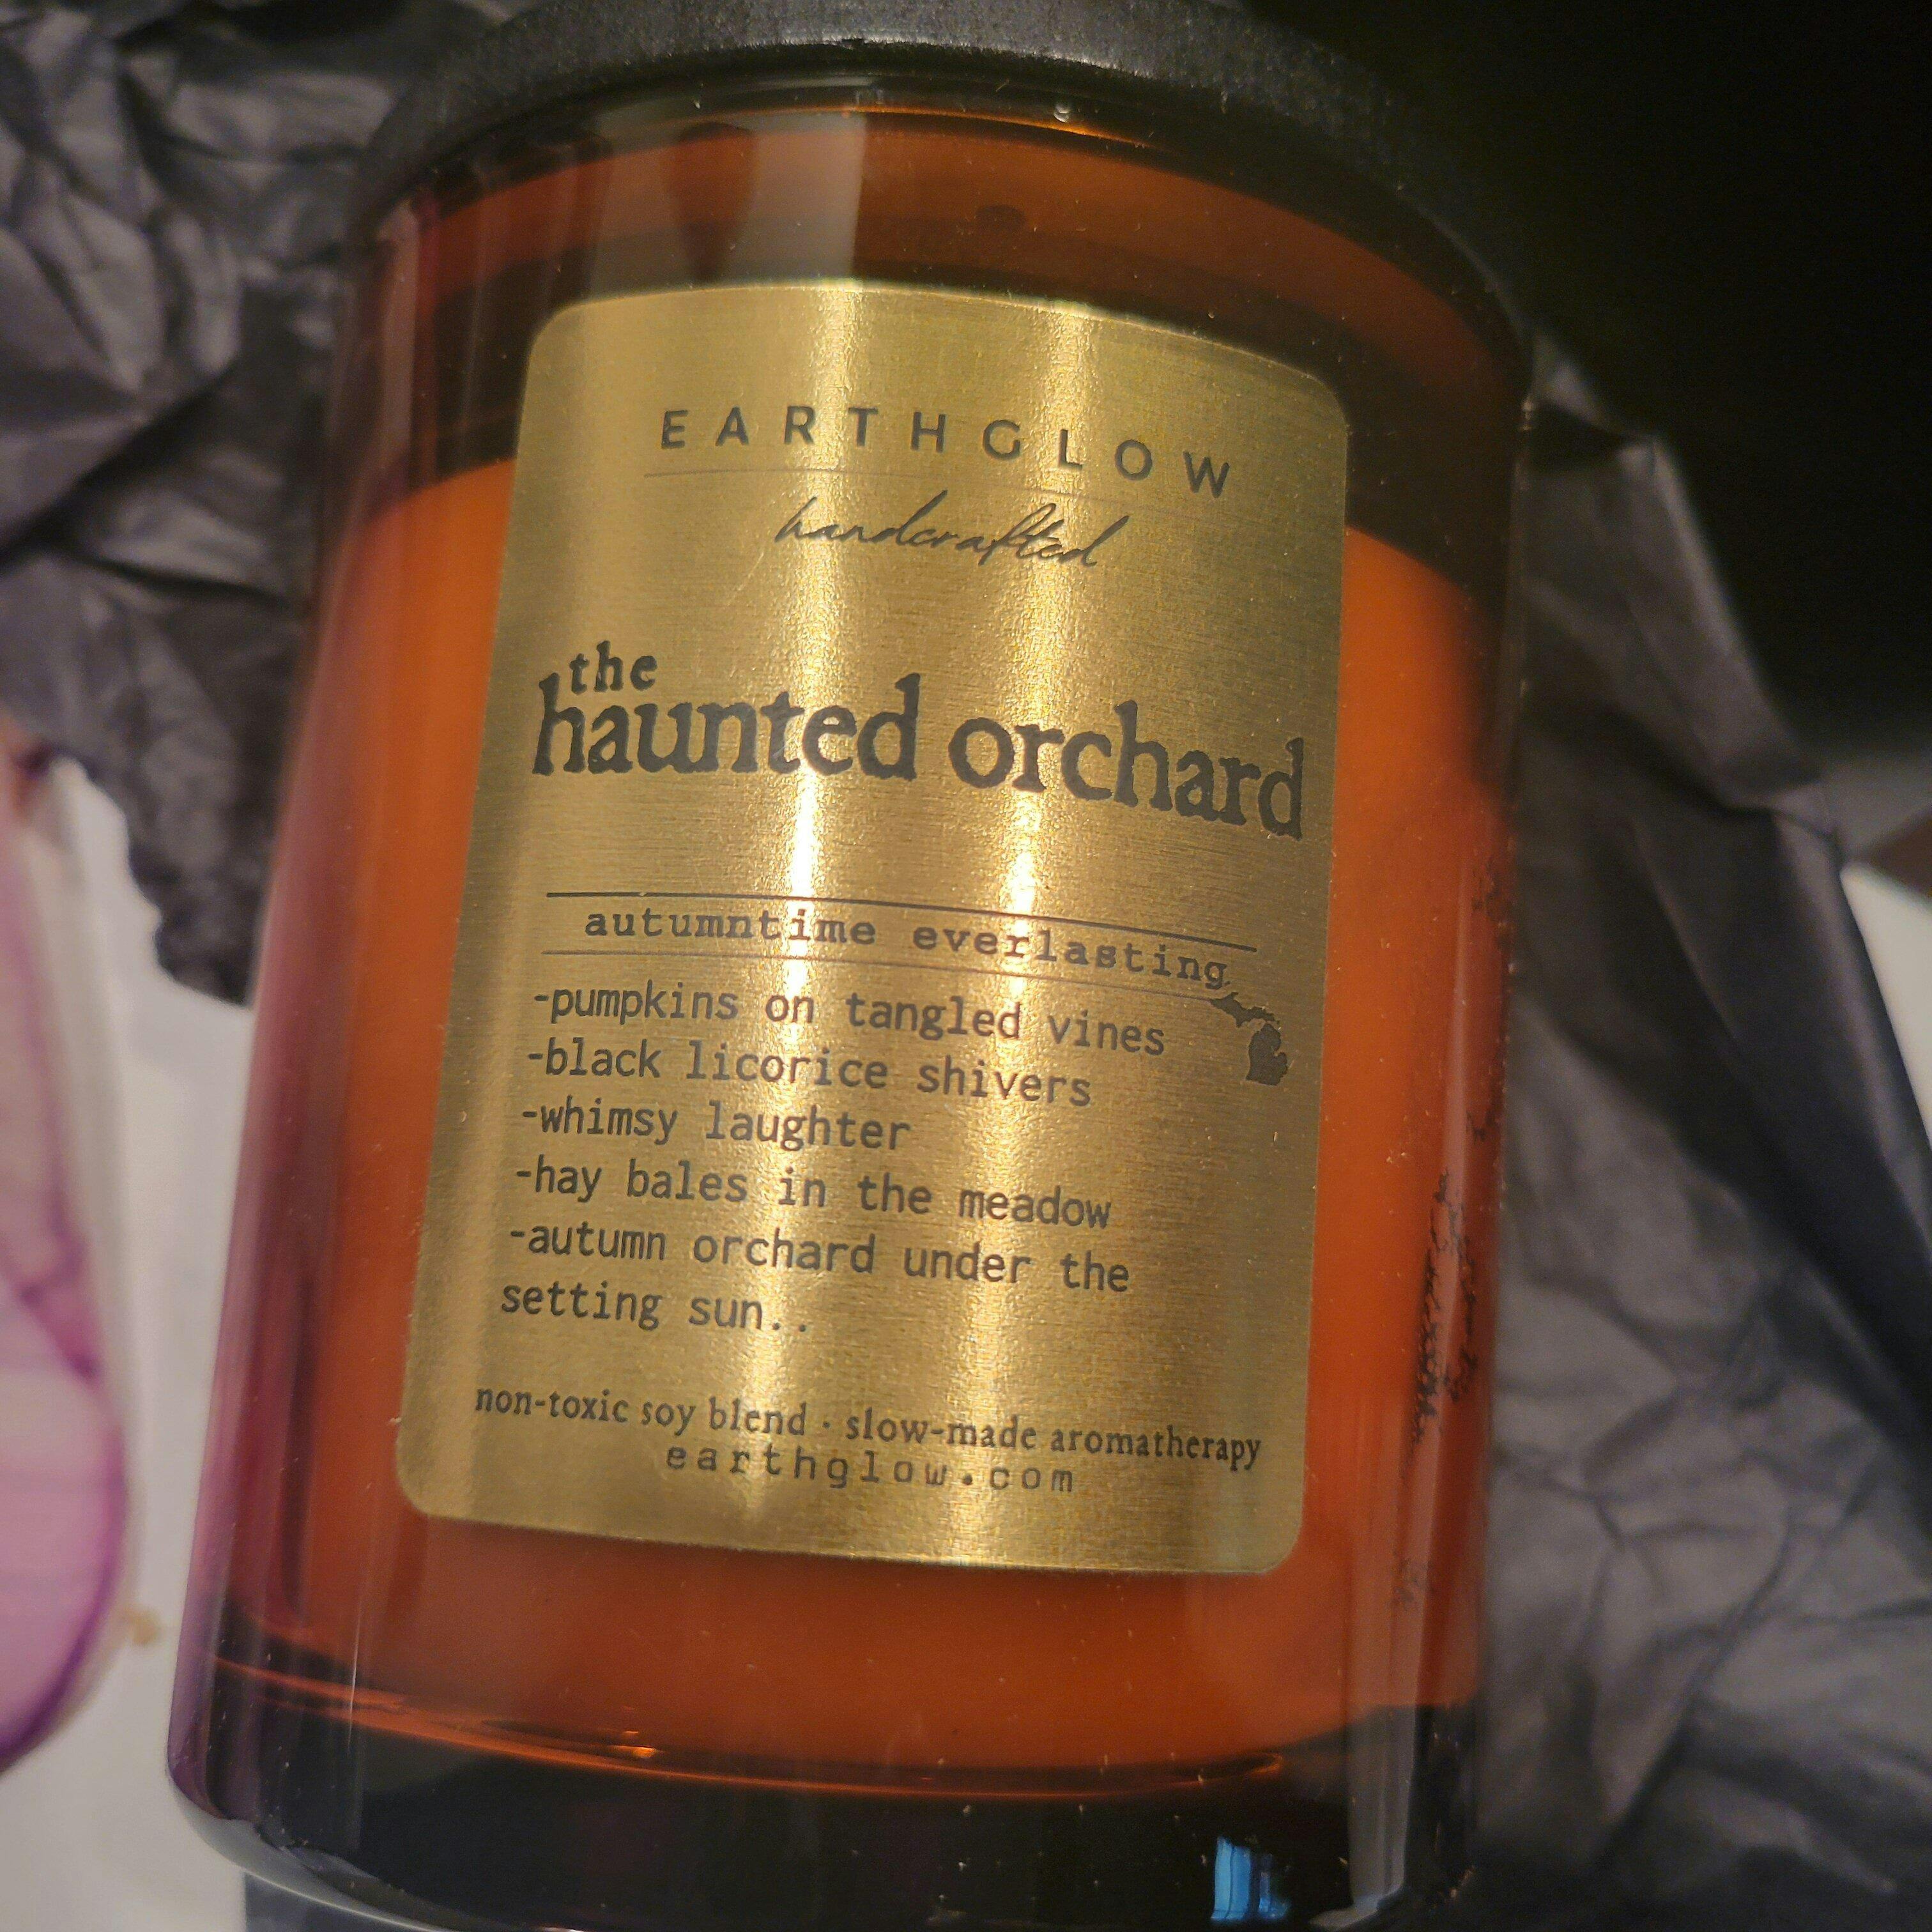 EARTHGLOW
handcrafted
the
haunted orchard
autumntime everlasting
-pumpkins on tangled vines
-black licorice shivers
-whimsy laughter
-hay bales in the meadow
-autumn orchard under the
setting sun..
non-toxic soy blend · slow-made aromatherapy
earthglow.com